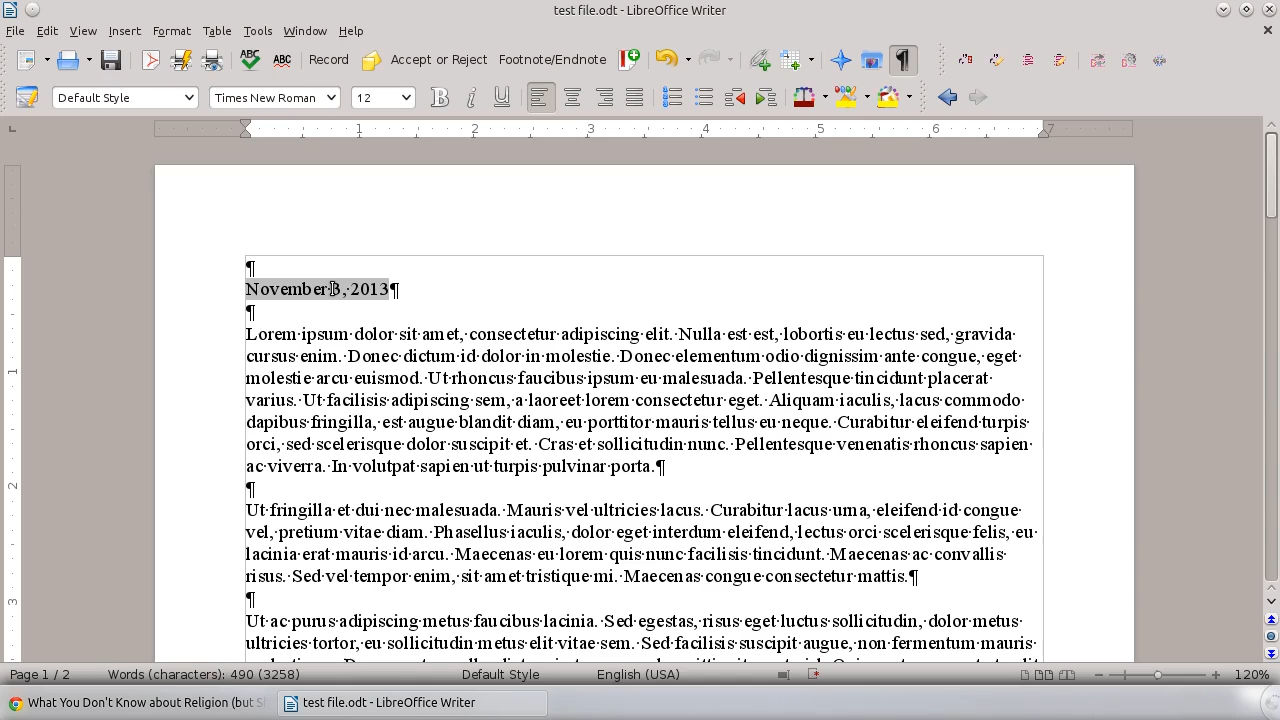 test file.odt - LibreOffice Writer
File Edit View Insert Format Table Tools Window Help
Record Accept or Reject Footnote/Endnote
Default Style Times New Roman 12
1 2 3 4 5 6 7
¶
November 3, 2013¶
¶
Lorem ipsum dolor sit amet, consectetur adipiscing elit. Nulla est est, lobortis eu lectus sed, gravida
cursus enim. Donec dictum id dolor in molestie. Donec elementum odio dignissim ante congue, eget
1
molestie arcu euismod. Ut rhoncus faucibus ipsum eu malesuada. Pellentesque tincidunt placerat
varius. Ut facilisis adipiscing sem, a laoreet lorem consectetur eget. Aliquam iaculis, lacus commodo
dapibus fringilla, est augue blandit diam, eu porttitor mauris tellus eu neque. Curabitur eleifend turpis
orci, sed scelerisque dolor suscipit et. Cras et sollicitudin nunc. Pellentesque venenatis rhoncus sapien
ac viverra. In volutpat sapien ut turpis pulvinar porta.¶
2
¶
Ut fringilla et dui nec malesuada. Mauris vel ultricies lacus. Curabitur lacus urna, eleifend id congue
vel, pretium vitae diam. Phasellus iaculis, dolor eget interdum eleifend, lectus orci scelerisque felis, eu
lacinia erat mauris id arcu. Maecenas eu lorem quis nunc facilisis tincidunt. Maecenas ac convallis
risus. Sed vel tempor enim, sit amet tristique mi. Maecenas congue consectetur mattis.¶
3
¶
Ut ac purus adipiscing metus faucibus lacinia. Sed egestas, risus eget luctus sollicitudin, dolor metus
ultricies tortor, eu sollicitudin metus elit vitae sem. Sed facilisis suscipit augue, non fermentum mauris
Page 1 / 2 Words (characters): 490 (3258) Default Style English (USA) 120%
What You Don't Know about Religion (but test file.odt - LibreOffice Writer